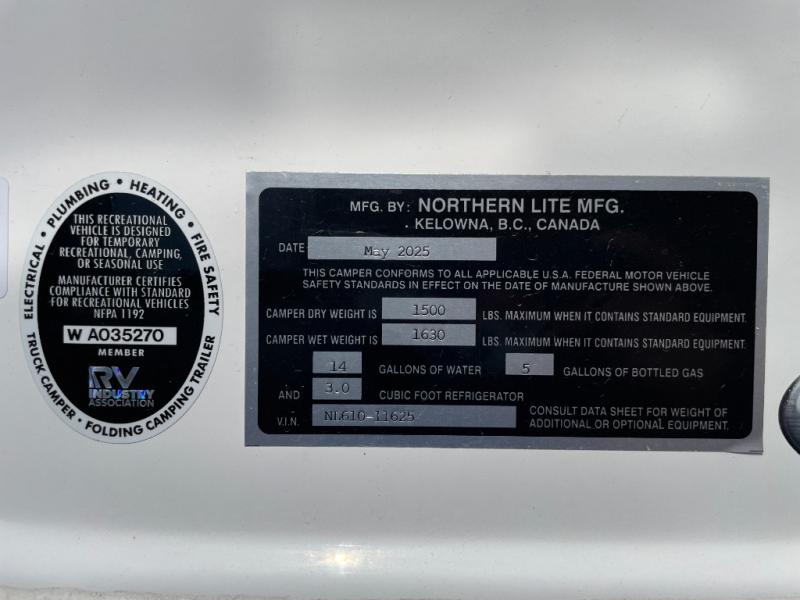 ELECTRICAL • PLUMBING • HEATING • FIRE SAFETY
THIS RECREATIONAL
VEHICLE IS DESIGNED
FOR TEMPORARY
RECREATIONAL, CAMPING,
OR SEASONAL USE
MANUFACTURER CERTIFIES
COMPLIANCE WITH STANDARD
FOR RECREATIONAL VEHICLES
NFPA 1192
W A035270
MEMBER
RV
INDUSTRY
ASSOCIATION
TRUCK CAMPER • FOLDING CAMPING TRAILER
MFG. BY: NORTHERN LITE MFG.
KELOWNA, B.C., CANADA
DATE May 2025
THIS CAMPER CONFORMS TO ALL APPLICABLE U.S.A. FEDERAL MOTOR VEHICLE
SAFETY STANDARDS IN EFFECT ON THE DATE OF MANUFACTURE SHOWN ABOVE.
CAMPER DRY WEIGHT IS 1500 LBS. MAXIMUM WHEN IT CONTAINS STANDARD EQUIPMENT.
CAMPER WET WEIGHT IS 1630 LBS. MAXIMUM WHEN IT CONTAINS STANDARD EQUIPMENT.
14 GALLONS OF WATER 5 GALLONS OF BOTTLED GAS
AND 3.0 CUBIC FOOT REFRIGERATOR
V.I.N. NL610-11625 CONSULT DATA SHEET FOR WEIGHT OF
ADDITIONAL OR OPTIONAL EQUIPMENT.